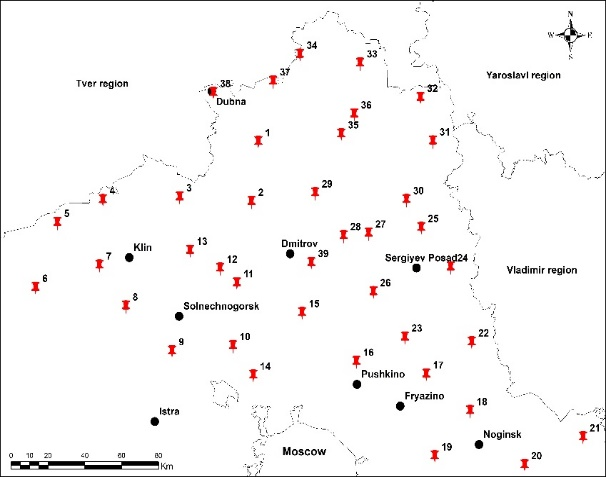 34
33
N
W E
S
Tver region
37
Yaroslavl region
38
Dubna
32
36
35
1
31
29
4
3
2
30
5
25
28
27
13
Dmitrov
Klin
7
12
39
Sergiyev Posad24
Vladimir region
6
11
26
8
Solnechnogorsk
15
23
22
9
10
16
14
17
Pushkino
Fryazino
18
Istra
21
Noginsk
Moscow
19
20
0 10 20 40 60 80
Km